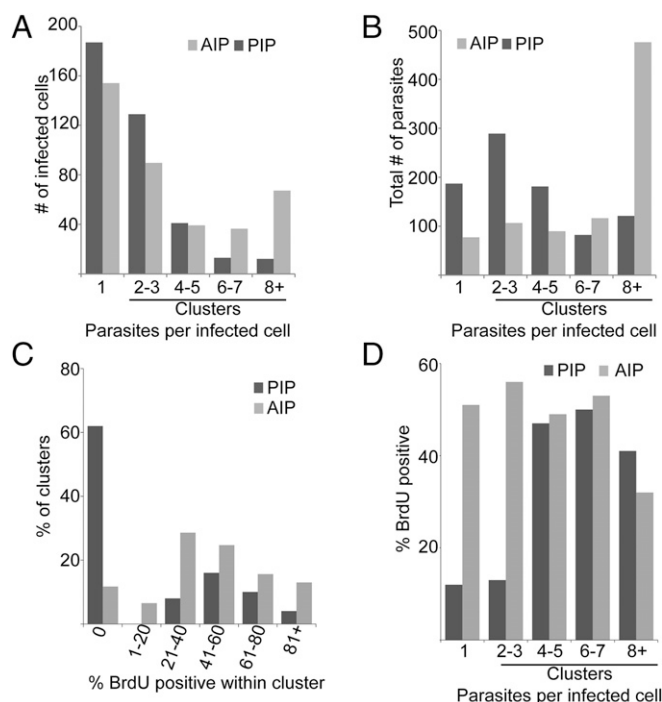 A
AIP PIP
# of infected cells
200
160
120
80
40
1 2-3 4-5 6-7 8+
Clusters
Parasites per infected cell
B
AIP PIP
Total # of parasites
500
400
300
200
100
1 2-3 4-5 6-7 8+
Clusters
Parasites per infected cell
C
PIP
AIP
% of clusters
80
60
40
20
0 1-20 21-40 41-60 61-80 81+
% BrdU positive within cluster
D
PIP AIP
% BrdU positive
60
40
20
1 2-3 4-5 6-7 8+
Clusters
Parasites per infected cell